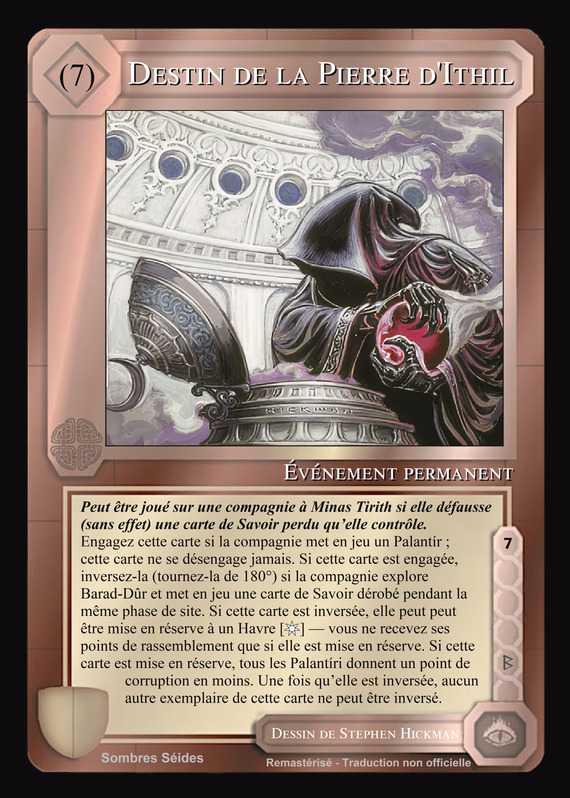 (7)
Destin de la Pierre d'Ithil
HICKMAN
Événement permanent
Peut être joué sur une compagnie à Minas Tirith si elle défausse
(sans effet) une carte de Savoir perdu qu'elle contrôle.
Engagez cette carte si la compagnie met en jeu un Palantír ;
cette carte ne se désengage jamais. Si cette carte est engagée,
inversez-la (tournez-la de 180°) si la compagnie explore
Barad-Dûr et met en jeu une carte de Savoir dérobé pendant la
même phase de site. Si cette carte est inversée, elle peut peut
être mise en réserve à un Havre [☼] — vous ne recevez ses
points de rassemblement que si elle est mise en réserve. Si cette
carte est mise en réserve, tous les Palantíri donnent un point de
corruption en moins. Une fois qu'elle est inversée, aucun
autre exemplaire de cette carte ne peut être inversé.
7
ᛒ
Dessin de Stephen Hickman
Sombres Séides
Remastérisé - Traduction non officielle